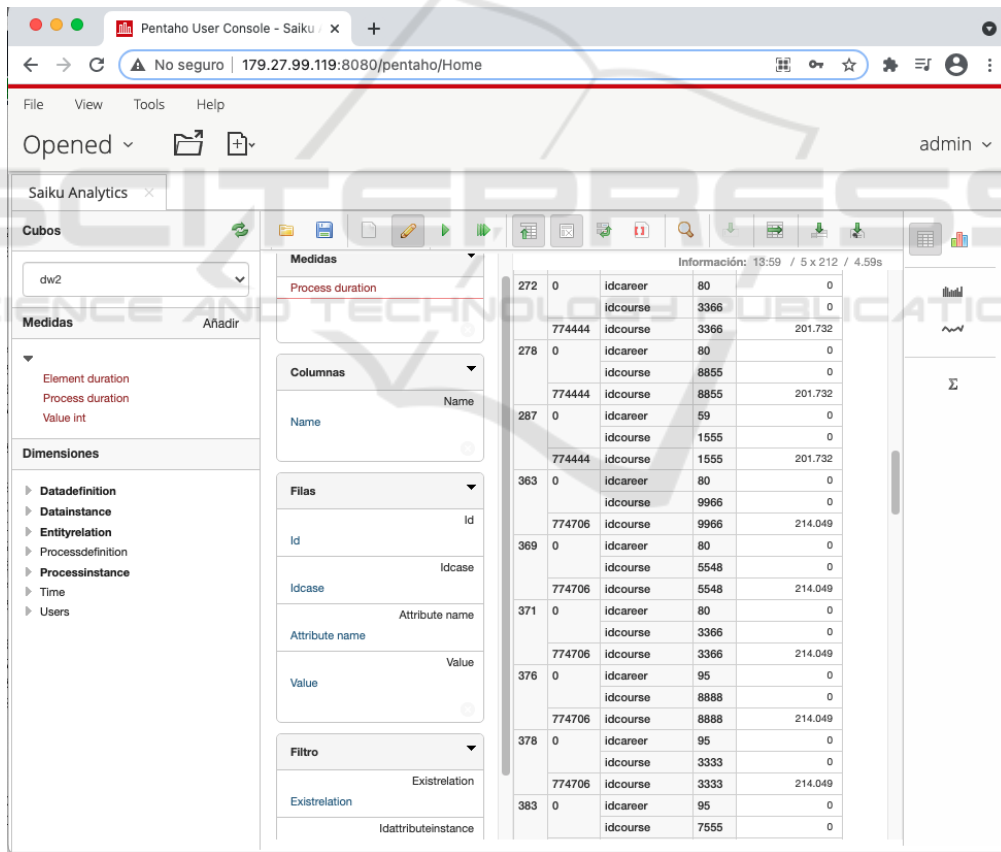 Pentaho User Console - Saiku
No seguro | 179.27.99.119:8080/pentaho/Home
File View Tools Help
Opened
admin
Saiku Analytics
Cubos
dw2
Medidas Añadir
Element duration
Process duration
Value int
Dimensiones
Datadefinition
Datainstance
Entityrelation
Processdefinition
Processinstance
Time
Users
Medidas
Process duration
Columnas
Name
Name
Filas
Id
Id
Idcase
Idcase
Attribute name
Attribute name
Value
Value
Filtro
Existrelation
Existrelation
Idattributeinstance
Información: 13:59 / 5 x 212 / 4.59s
272 0 idcareer 80 0
idcourse 3366 0
774444 idcourse 3366 201.732
278 0 idcareer 80 0
idcourse 8855 0
774444 idcourse 8855 201.732
287 0 idcareer 59 0
idcourse 1555 0
774444 idcourse 1555 201.732
363 0 idcareer 80 0
idcourse 9966 0
774706 idcourse 9966 214.049
369 0 idcareer 80 0
idcourse 5548 0
774706 idcourse 5548 214.049
371 0 idcareer 80 0
idcourse 3366 0
774706 idcourse 3366 214.049
376 0 idcareer 95 0
idcourse 8888 0
774706 idcourse 8888 214.049
378 0 idcareer 95 0
idcourse 3333 0
774706 idcourse 3333 214.049
383 0 idcareer 95 0
idcourse 7555 0
Σ
SCITEPRESS
SCIENCE AND TECHNOLOGY PUBLICATIO